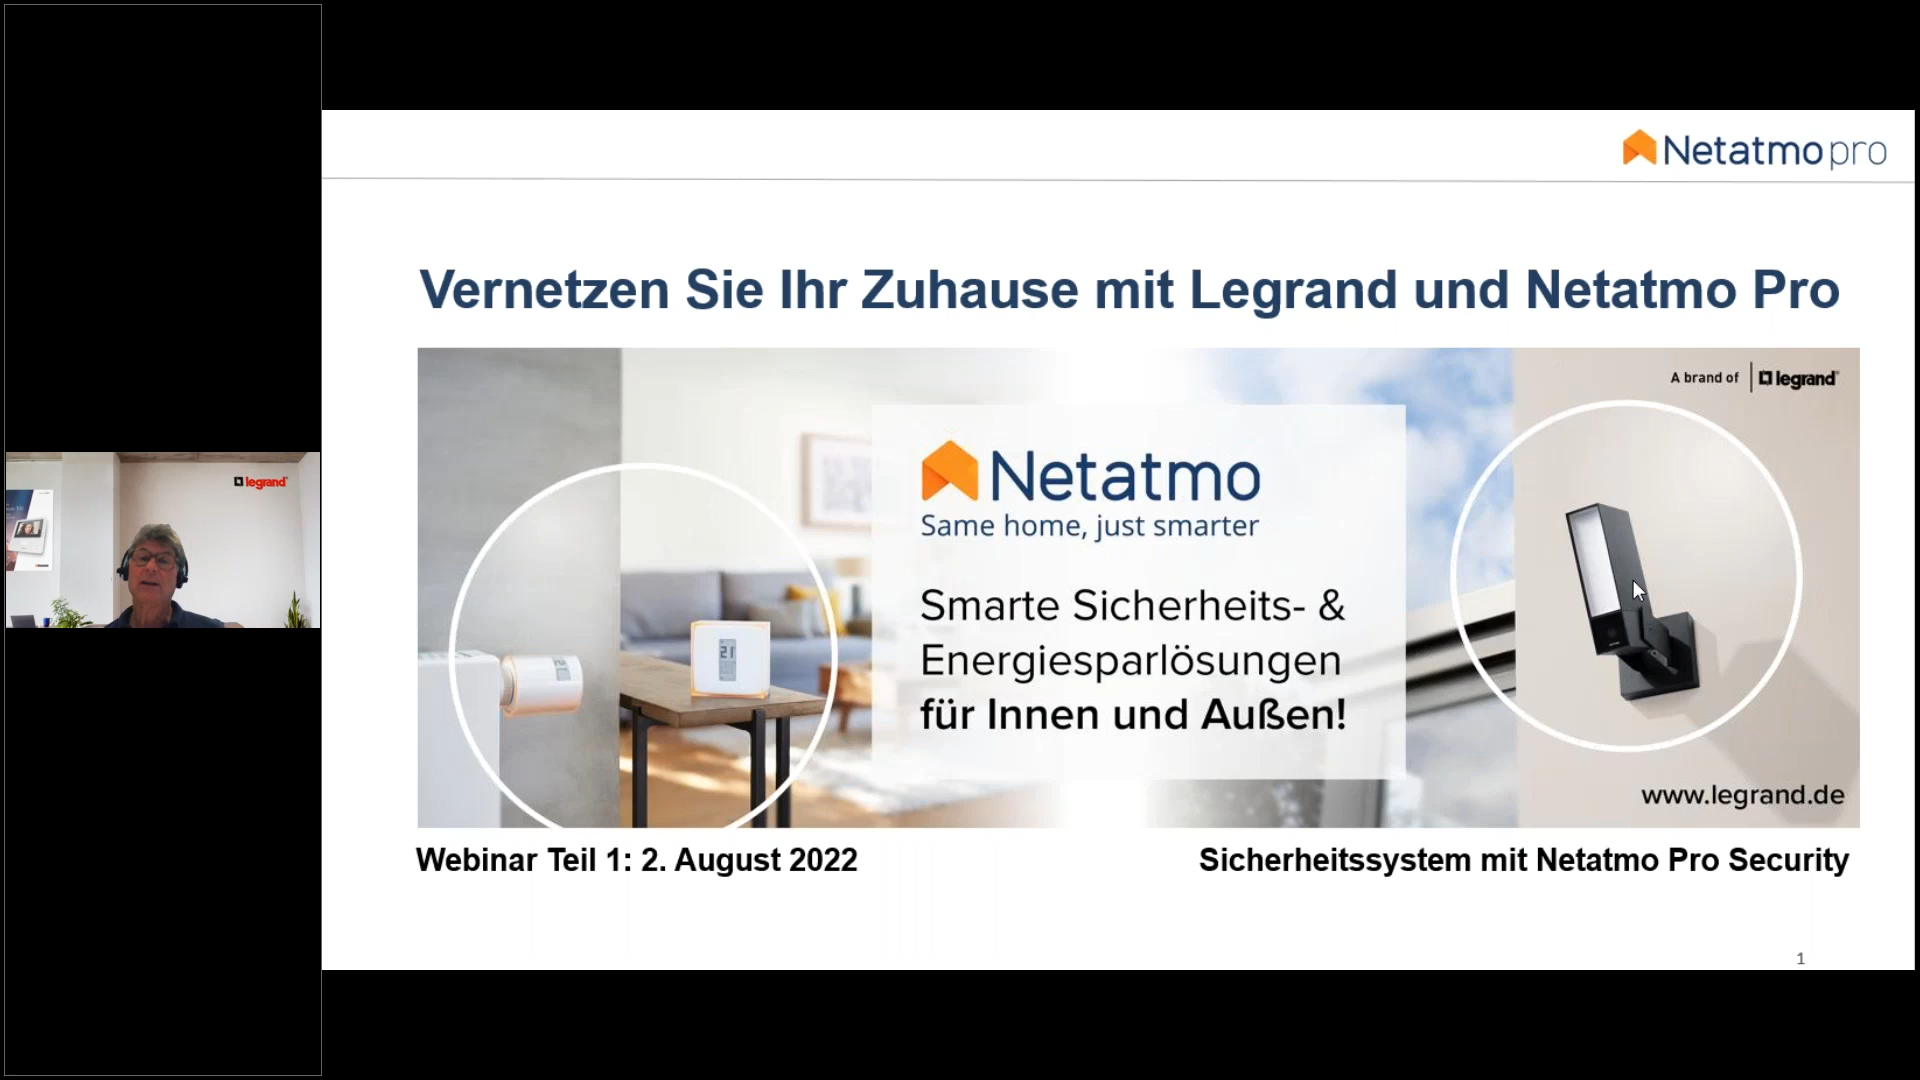 Netatmo pro
Vernetzen Sie Ihr Zuhause mit Legrand und Netatmo Pro
A brand of legrand
Netatmo
Same home, just smarter
Smarte Sicherheits- &
Energiesparlösungen
für Innen und Außen!
21
www.legrand.de
legrand
Webinar Teil 1: 2. August 2022
Sicherheitssystem mit Netatmo Pro Security
1